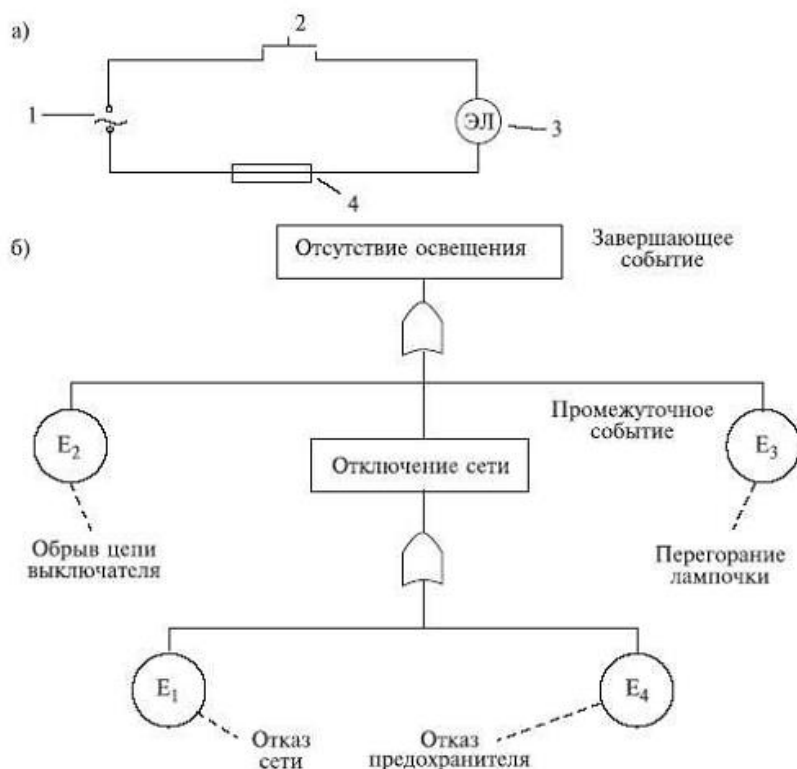 а)
2
1
ЭЛ
3
4
б)
Отсутствие освещения
Завершающее
событие
E2
Промежуточное
событие
E3
Отключение сети
Обрыв цепи
выключателя
Перегорание
лампочки
E1
E4
Отказ
сети
Отказ
предохранителя